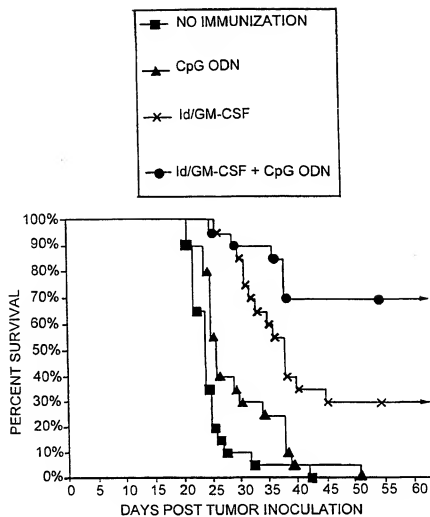 NO IMMUNIZATION
CpG ODN
Id/GM-CSF
Id/GM-CSF + CpG ODN
100%
90%
80%
70%
60%
50%
40%
30%
20%
10%
0%
PERCENT SURVIVAL
0 5 10 15 20 25 30 35 40 45 50 55 60
DAYS POST TUMOR INOCULATION